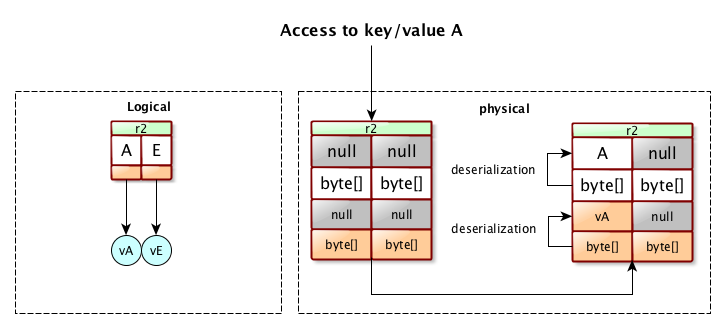 Access to key/value A
Logical
r2
A E
vA vE
physical
r2
null null
byte[] byte[]
null null
byte[] byte[]
deserialization
deserialization
r2
A null
byte[] byte[]
vA null
byte[] byte[]